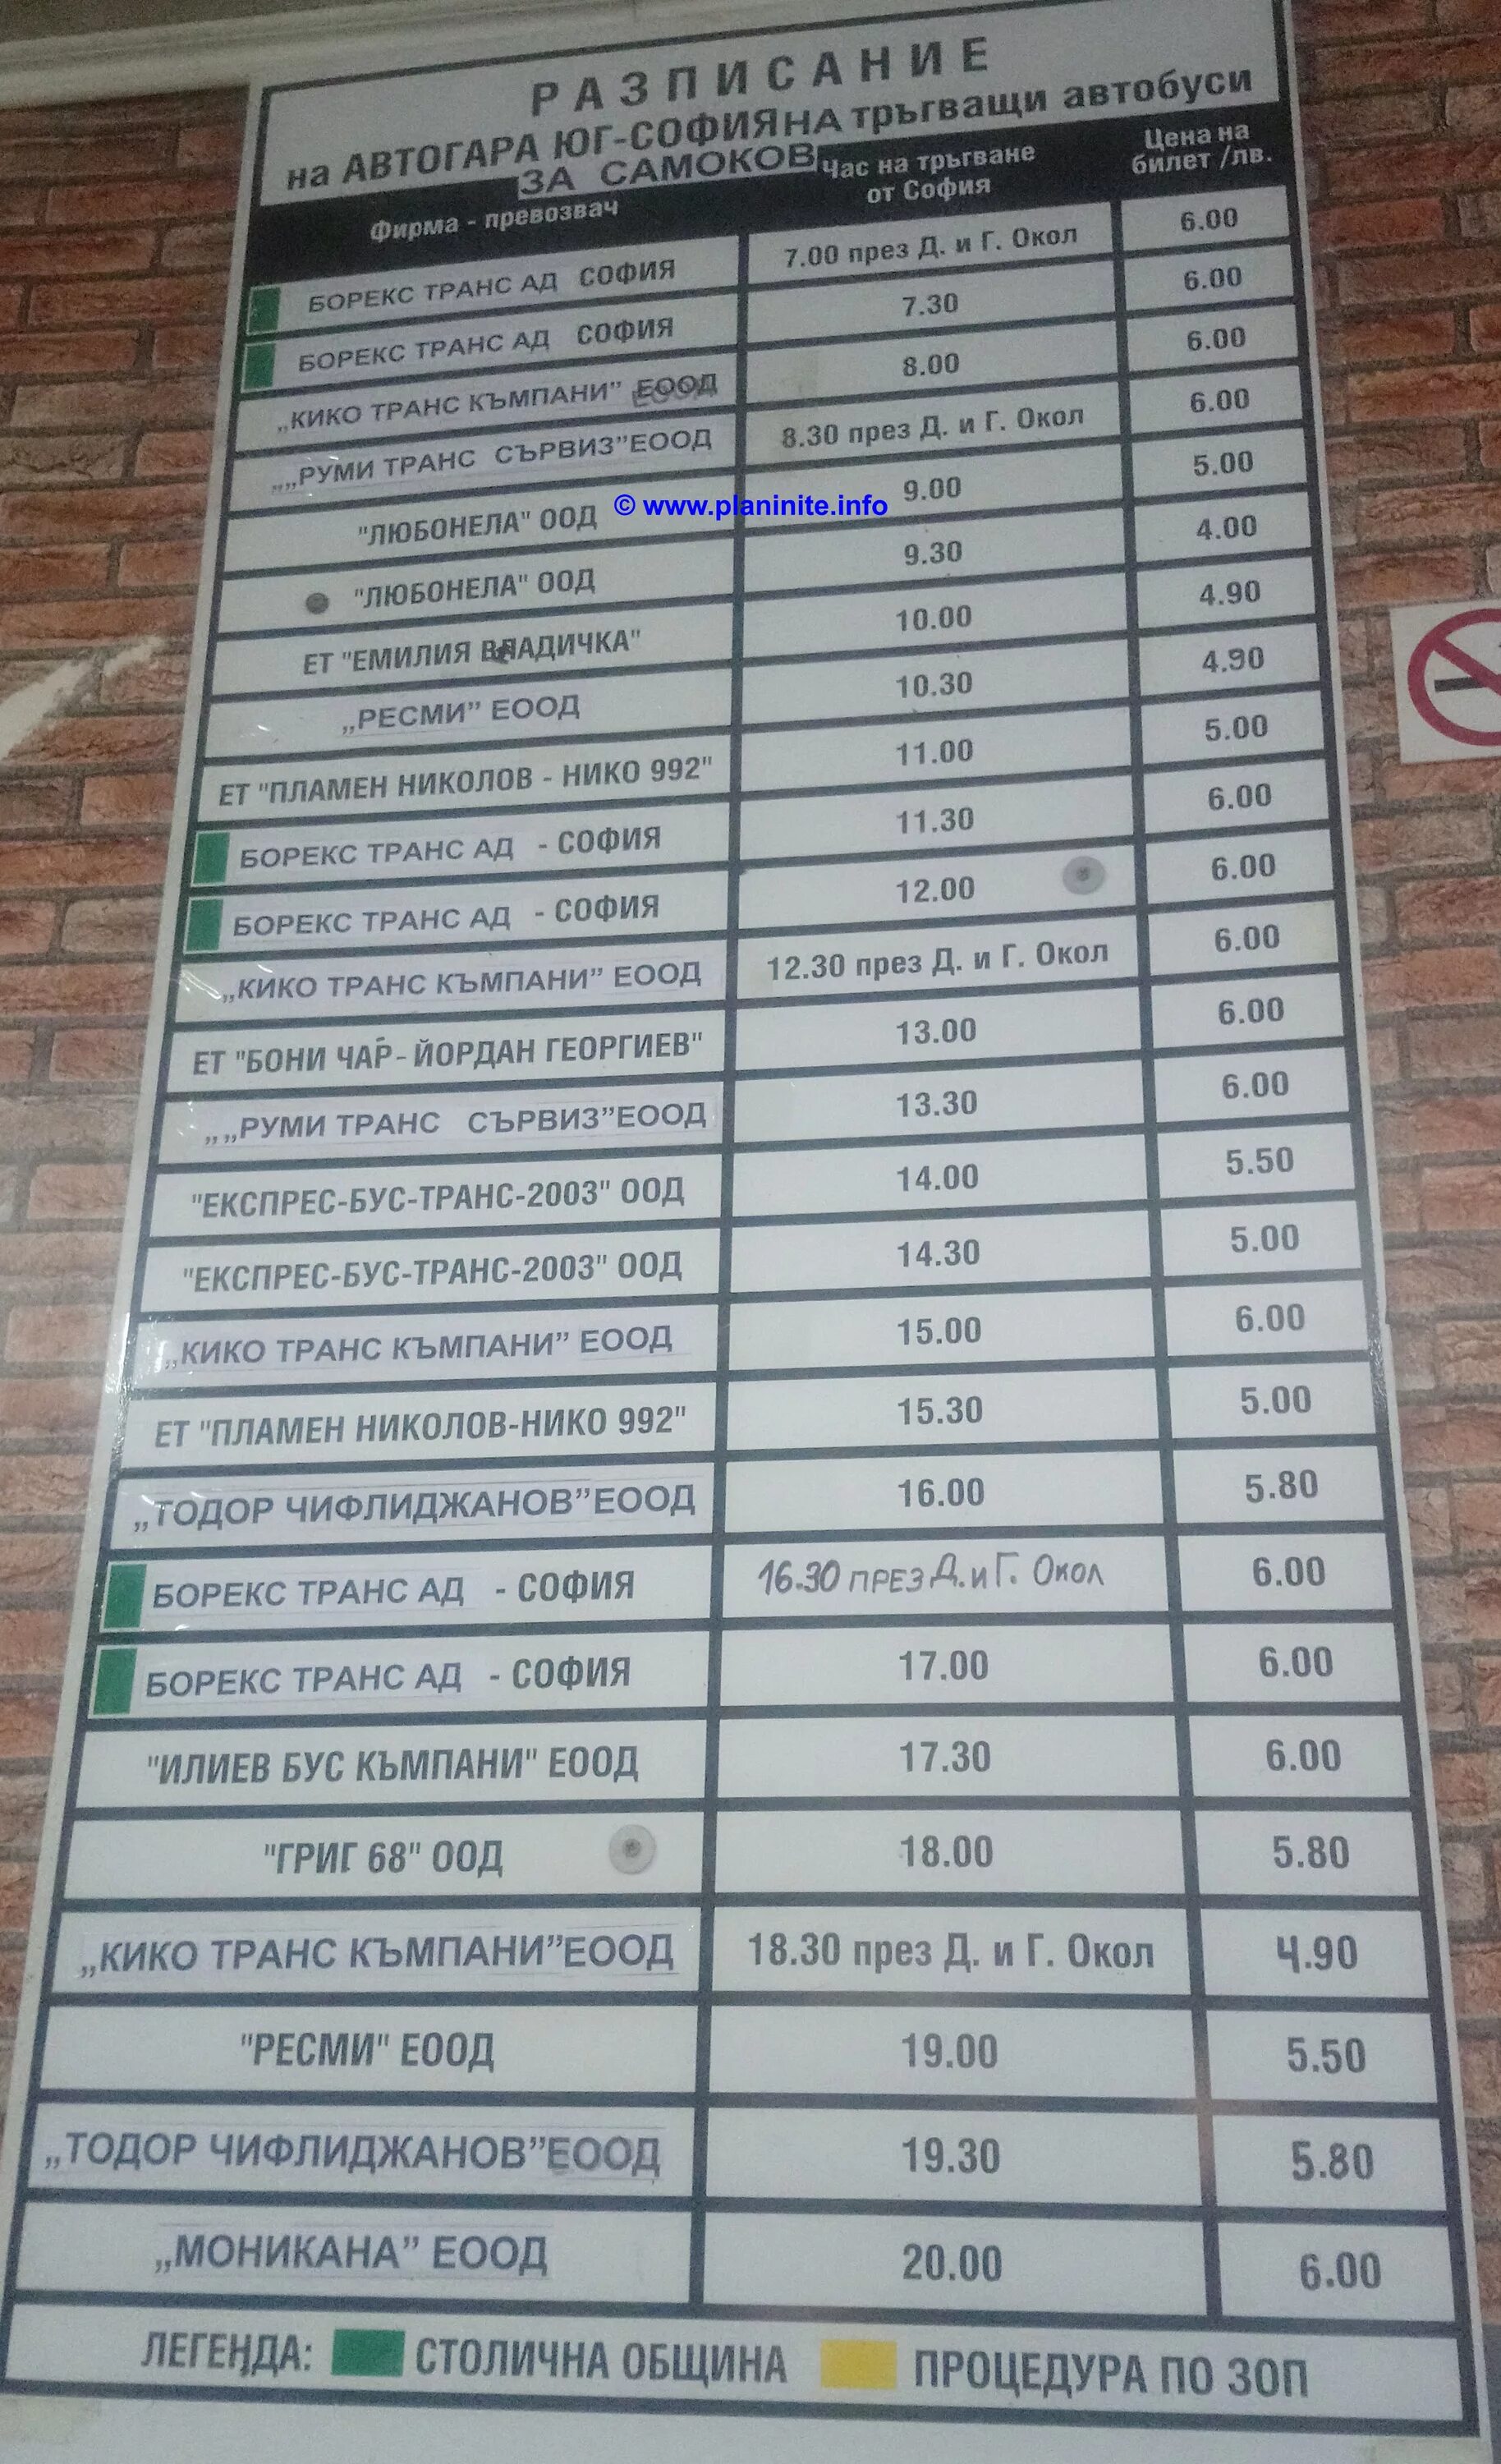 РАЗПИСАНИЕ
на АВТОГАРА ЮГ-СОФИЯ НА тръгващи автобуси
ЗА САМОКОВ
Фирма - превозвач Час на тръгване от София Цена на билет /лв.
БОРЕКС ТРАНС АД СОФИЯ 7.00 през Д. и Г. Окол 6.00
БОРЕКС ТРАНС АД СОФИЯ 7.30 6.00
„КИКО ТРАНС КЪМПАНИ” ЕООД 8.00 6.00
„„РУМИ ТРАНС СЪРВИЗ”ЕООД 8.30 през Д. и Г. Окол 6.00
"ЛЮБОНЕЛА" ООД 9.00 5.00
© www.planinite.info
"ЛЮБОНЕЛА" ООД 9.30 4.00
ЕТ "ЕМИЛИЯ ВЛАДИЧКА" 10.00 4.90
„РЕСМИ” ЕООД 10.30 4.90
ЕТ "ПЛАМЕН НИКОЛОВ - НИКО 992" 11.00 5.00
БОРЕКС ТРАНС АД - СОФИЯ 11.30 6.00
БОРЕКС ТРАНС АД - СОФИЯ 12.00 6.00
„КИКО ТРАНС КЪМПАНИ” ЕООД 12.30 през Д. и Г. Окол 6.00
ЕТ "БОНИ ЧАР- ЙОРДАН ГЕОРГИЕВ" 13.00 6.00
„„РУМИ ТРАНС СЪРВИЗ”ЕООД 13.30 6.00
"ЕКСПРЕС-БУС-ТРАНС-2003" ООД 14.00 5.50
"ЕКСПРЕС-БУС-ТРАНС-2003" ООД 14.30 5.00
„КИКО ТРАНС КЪМПАНИ” ЕООД 15.00 6.00
ЕТ "ПЛАМЕН НИКОЛОВ-НИКО 992" 15.30 5.00
„ТОДОР ЧИФЛИДЖАНОВ”ЕООД 16.00 5.80
БОРЕКС ТРАНС АД - СОФИЯ 16.30 ПРЕЗ Д. и Г. Окол 6.00
БОРЕКС ТРАНС АД - СОФИЯ 17.00 6.00
"ИЛИЕВ БУС КЪМПАНИ" ЕООД 17.30 6.00
"ГРИГ 68" ООД 18.00 5.80
„КИКО ТРАНС КЪМПАНИ”ЕООД 18.30 през Д. и Г. Окол 4.90
"РЕСМИ" ЕООД 19.00 5.50
„ТОДОР ЧИФЛИДЖАНОВ”ЕООД 19.30 5.80
„МОНИКАНА” ЕООД 20.00 6.00
ЛЕГЕНДА: СТОЛИЧНА ОБЩИНА ПРОЦЕДУРА ПО ЗОП